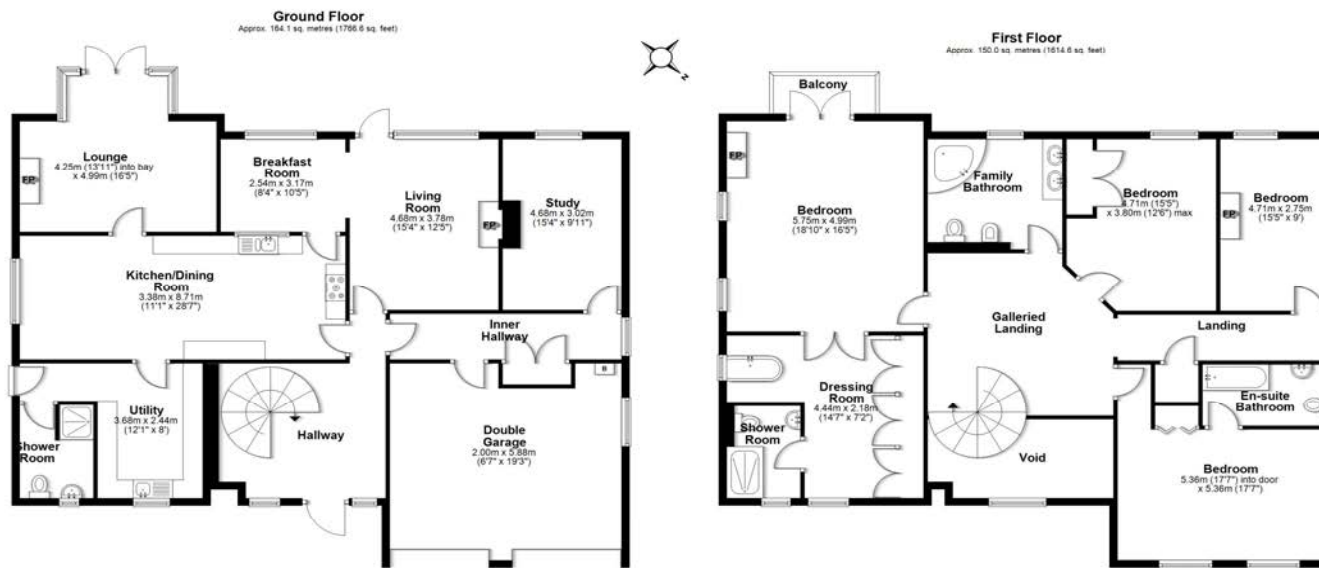 Ground Floor
Approx. 164.1 sq. metres (1766.6 sq. feet)
Lounge
4.25m (13'11") into bay
x 4.99m (16'5")
FP
Breakfast
Room
2.54m x 3.17m
(8'4" x 10'5")
Living
Room
4.68m x 3.78m
(15'4" x 12'5")
FP
Study
4.68m x 3.02m
(15'4" x 9'11")
Kitchen/Dining
Room
3.38m x 8.71m
(11'1" x 28'7")
Inner
Hallway
Utility
3.68m x 2.44m
(12'1" x 8')
Shower
Room
Hallway
Double
Garage
2.00m x 5.88m
(6'7" x 19'3")
B
N
First Floor
Approx. 150.0 sq. metres (1614.6 sq. feet)
Balcony
FP
Bedroom
5.75m x 4.99m
(18'10" x 16'5")
Family
Bathroom
Bedroom
4.71m (15'5")
x 3.80m (12'6") max
Bedroom
4.71m x 2.75m
(15'5" x 9')
FP
Galleried
Landing
Landing
Dressing
Room
4.44m x 2.18m
(14'7" x 7'2")
Shower
Room
Void
En-suite
Bathroom
Bedroom
5.36m (17'7") into door
x 5.36m (17'7")